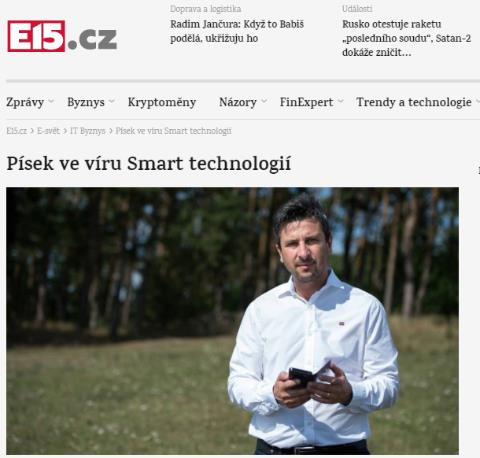 E15.cz
Doprava a logistika
Radim Jančura: Když to Babiš
podělá, ukřižuju ho
Události
Rusko otestuje raketu
„posledního soudu“, Satan-2
dokáže zničit…
Zprávy
Byznys
Kryptoměny
Názory
FinExpert
Trendy a technologie
E15.cz > E-svět > IT Byznys > Písek ve víru Smart technologií
Písek ve víru Smart technologií